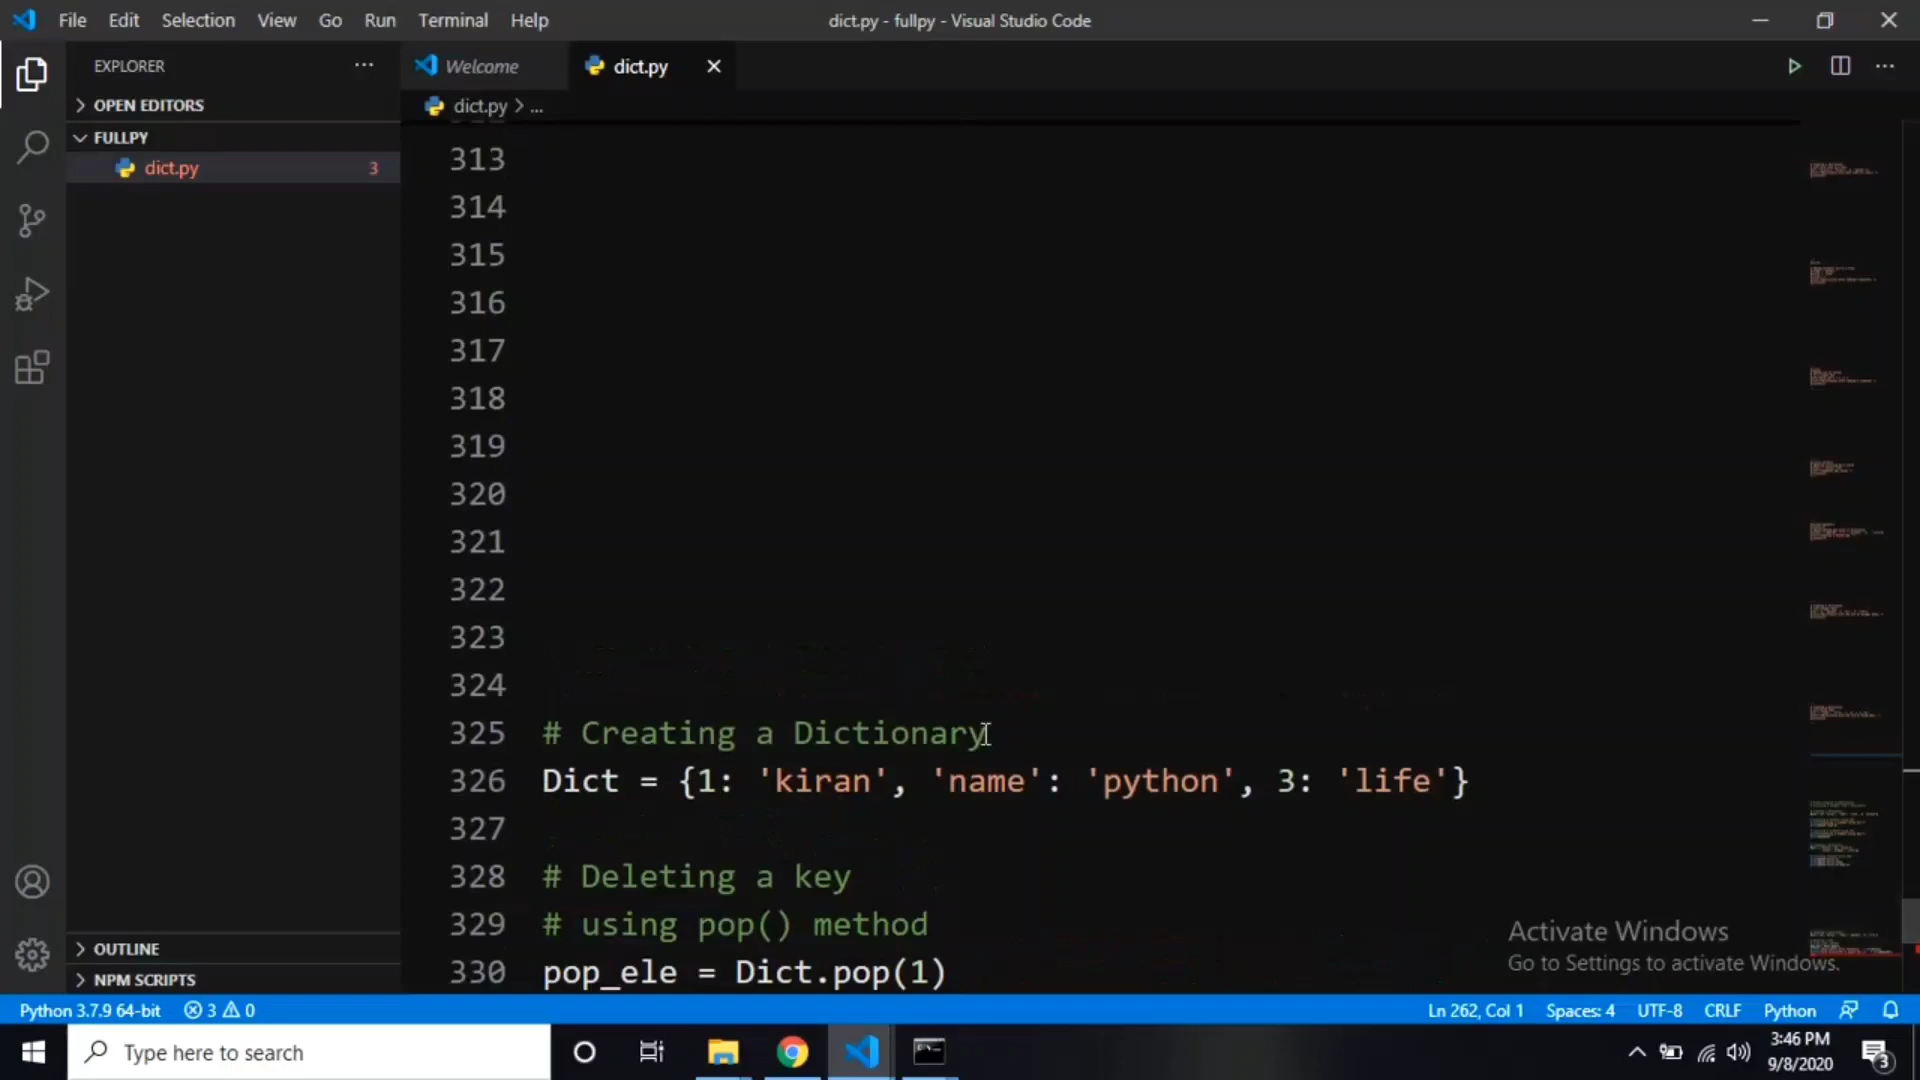 File Edit Selection View Go Run Terminal Help dict.py - fullpy - Visual Studio Code
EXPLORER ...
Welcome dict.py
OPEN EDITORS
dict.py > ...
FULLPY
dict.py 3
313
314
315
316
317
318
319
320
321
322
323
324
325 # Creating a Dictionary
326 Dict = {1: 'kiran', 'name': 'python', 3: 'life'}
327
328 # Deleting a key
329 # using pop() method
330 pop_ele = Dict.pop(1)
OUTLINE
NPM SCRIPTS
Activate Windows
Go to Settings to activate Windows.
Python 3.7.9 64-bit 3 0 Ln 262, Col 1 Spaces: 4 UTF-8 CRLF Python
Type here to search
3:46 PM
9/8/2020
3